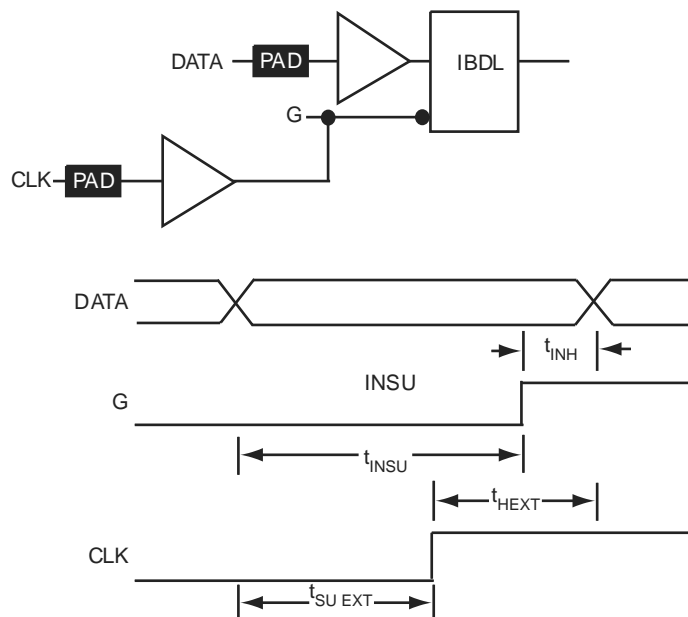 DATA PAD IBDL
G
CLK PAD
DATA
tINH
INSU
G
tINSU
tHEXT
CLK
tSU EXT